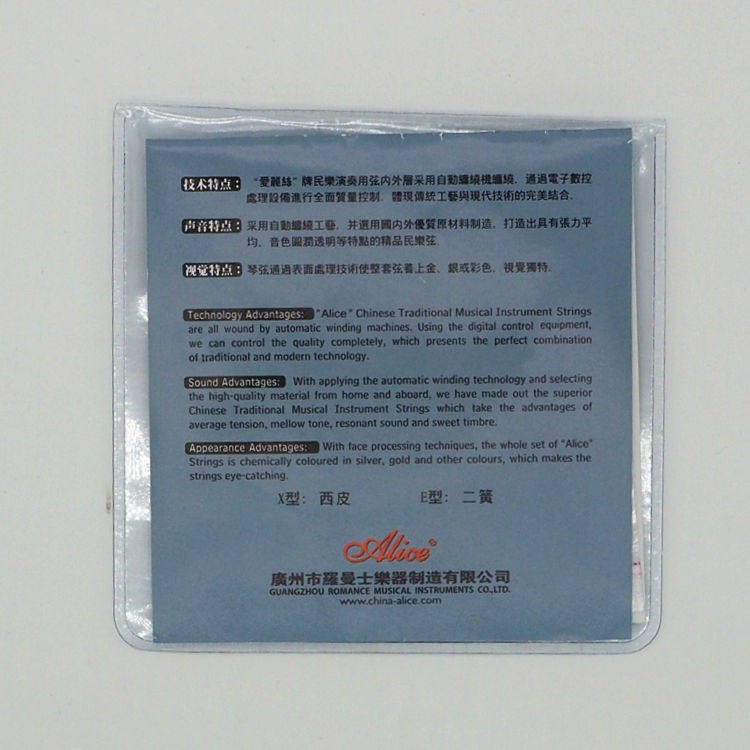 技术特点： “愛麗絲”牌民樂演奏用弦内外層采用自動纏繞機纏繞，通過電子數控
處理設備進行全面質量控制，體現傳統工藝與現代技術的完美結合.
声音特点： 采用自動纏繞工藝，并選用國内外優質原材料制造，打造出具有張力平
均、音色圓潤透明等特點的精品民樂弦.
视觉特点： 琴弦通過表面處理技術使整套弦着上金、銀或彩色，視覺獨特.
Technology Advantages: "Alice" Chinese Traditional Musical Instrument Strings
are all wound by automatic winding machines. Using the digital control equipment,
we can control the quality completely, which presents the perfect combination
of traditional and modern technology.
Sound Advantages: With applying the automatic winding technology and selecting
the high-quality material from home and aboard, we have made out the superior
Chinese Traditional Musical Instrument Strings which take the advantages of
average tension, mellow tone, resonant sound and sweet timbre.
Appearance Advantages: With face processing techniques, the whole set of "Alice"
Strings is chemically coloured in silver, gold and other colours, which makes the
strings eye-catching.
X型：西皮 E型：二簧
Alice
廣州市羅曼士樂器制造有限公司
GUANGZHOU ROMANCE MUSICAL INSTRUMENTS CO.,LTD.
www.china-alice.com